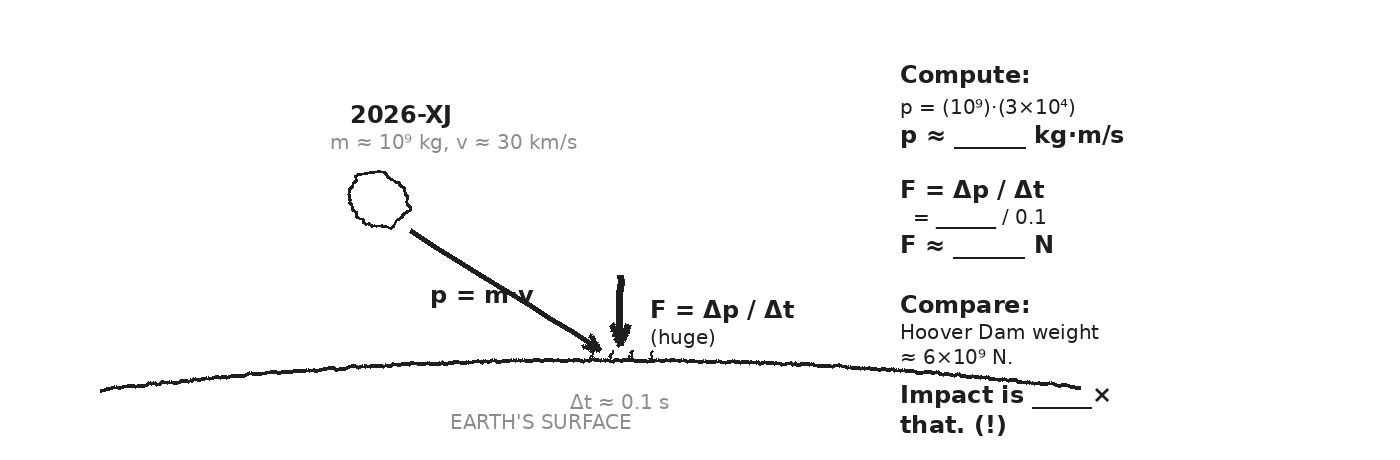 2026-XJ
m ≈ 10⁹ kg, v ≈ 30 km/s
p = m·v
F = Δp / Δt
(huge)
Δt ≈ 0.1 s
EARTH'S SURFACE
Compute:
p = (10⁹)·(3×10⁴)
p ≈ ______ kg·m/s
F = Δp / Δt
= ______ / 0.1
F ≈ ______ N
Compare:
Hoover Dam weight
≈ 6×10⁹ N.
Impact is _____×
that. (!)